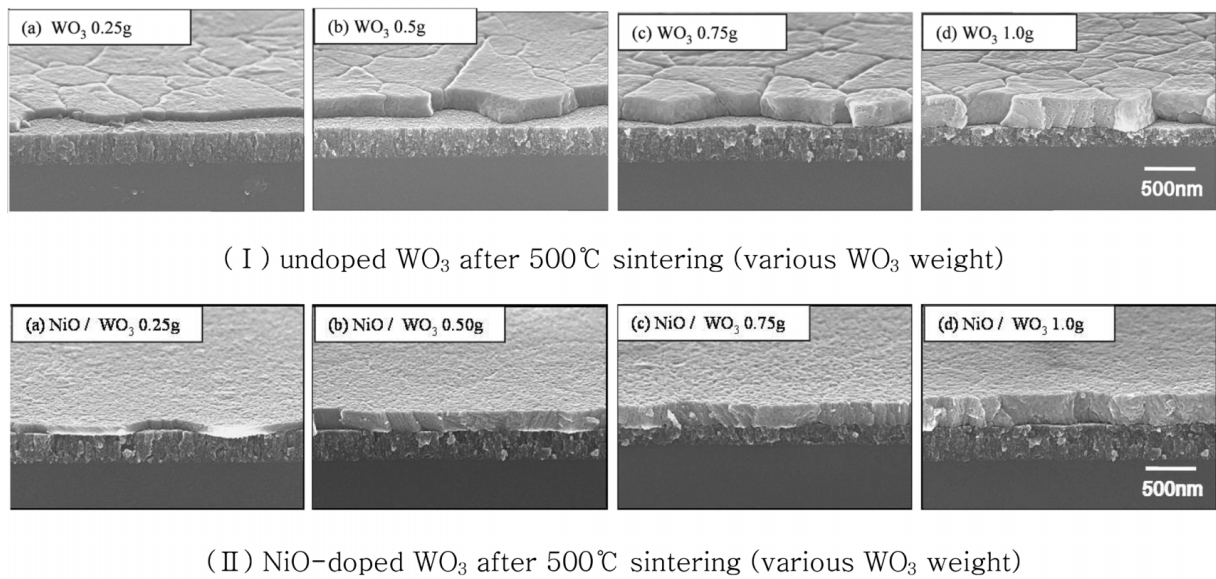 (a) WO₃ 0.25g
(b) WO₃ 0.5g
(c) WO₃ 0.75g
(d) WO₃ 1.0g
500nm
(Ⅰ) undoped WO₃ after 500℃ sintering (various WO₃ weight)
(a) NiO / WO₃ 0.25g
(b) NiO / WO₃ 0.50g
(c) NiO / WO₃ 0.75g
(d) NiO / WO₃ 1.0g
500nm
(Ⅱ) NiO-doped WO₃ after 500℃ sintering (various WO₃ weight)